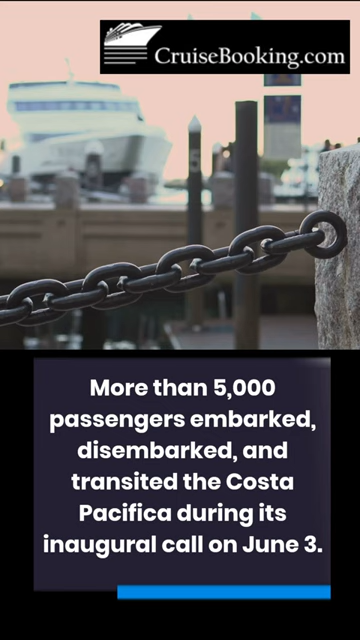 CruiseBooking.com
More than 5,000
passengers embarked,
disembarked, and
transited the Costa
Pacifica during its
inaugural call on June 3.